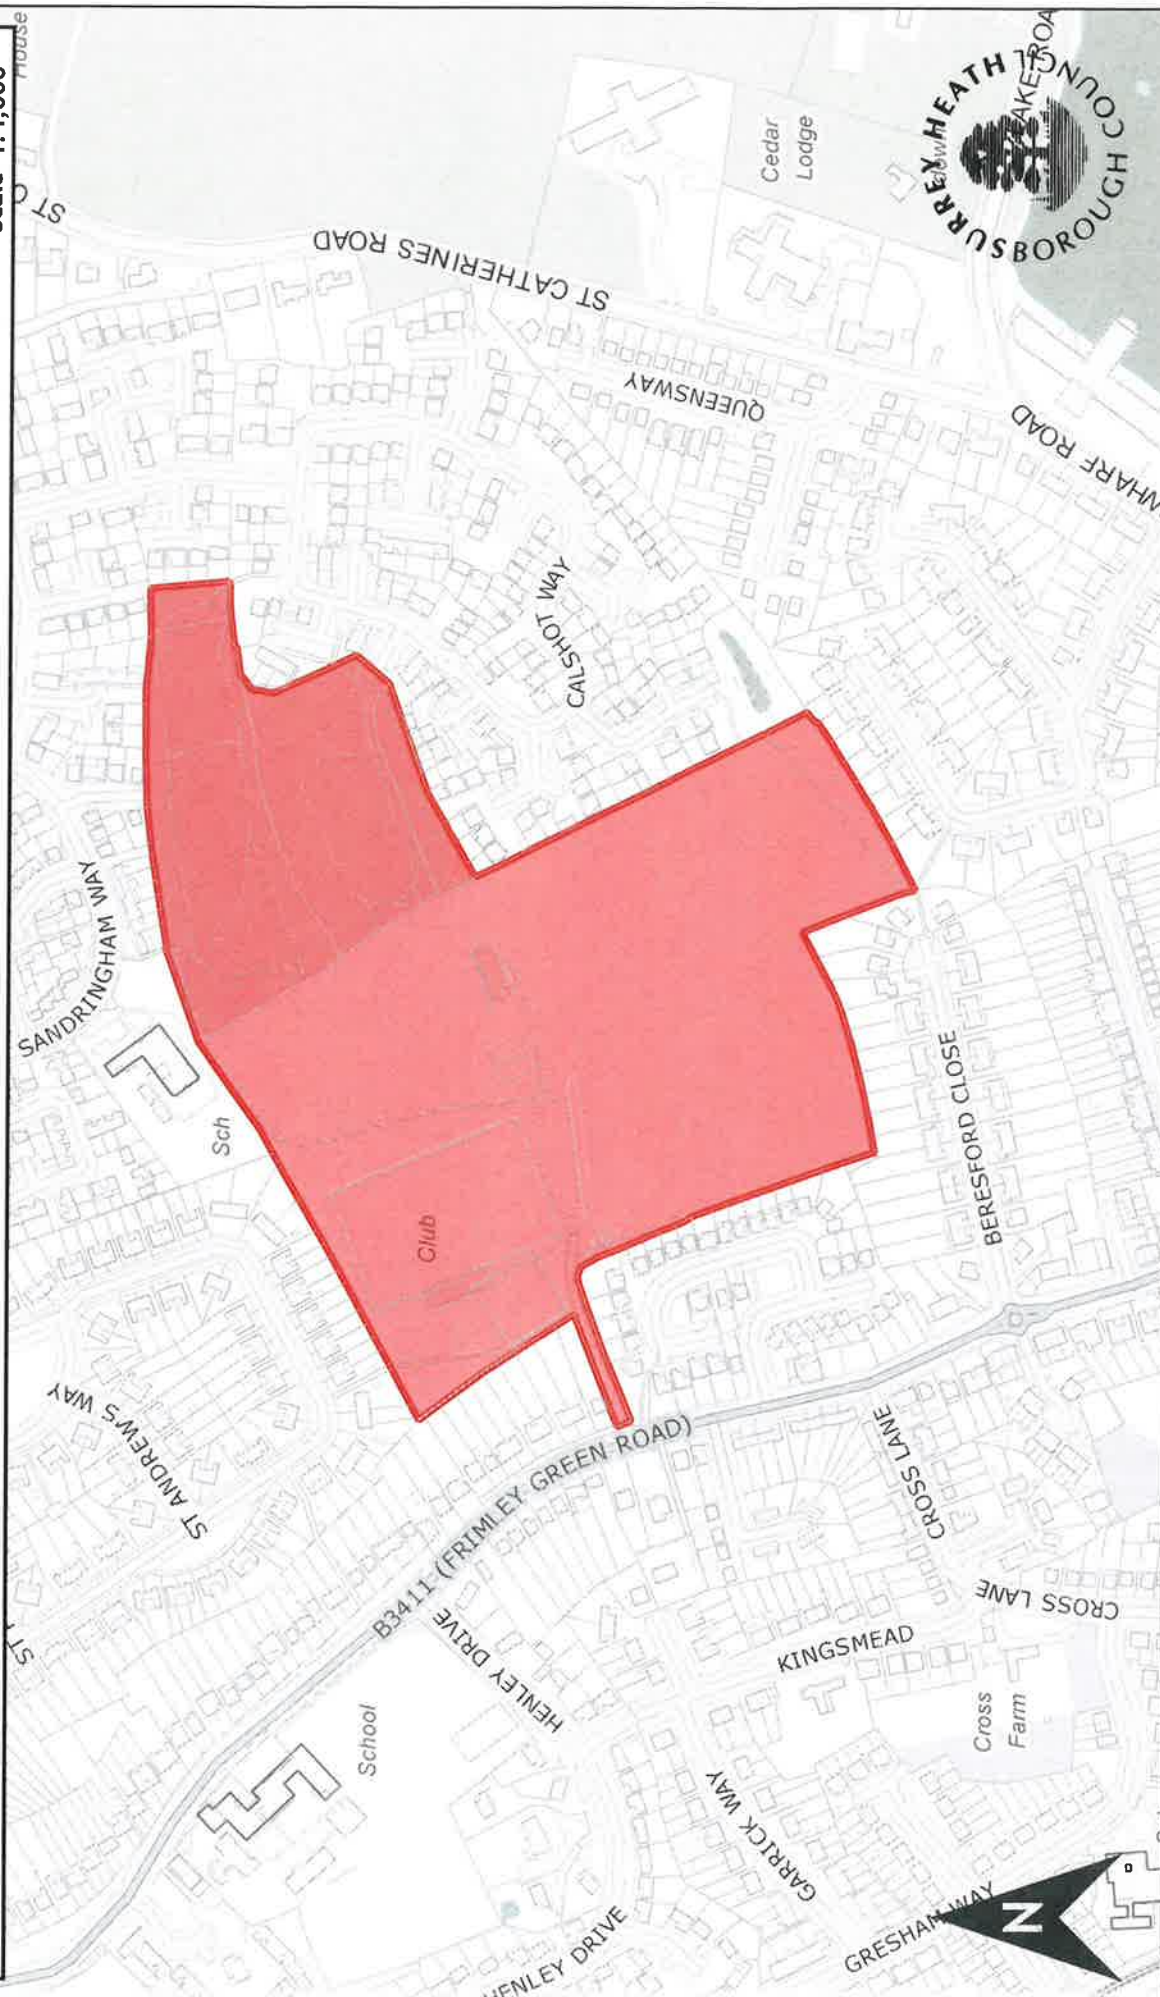 House
ST C
ST CATHERINES ROAD
Cedar
Lodge
SURREY HEATH
BOROUGH COUNCIL
QUEENSWAY
WHARF ROAD
CALSHOT WAY
SANDRINGHAM WAY
Sch
Club
BERESFORD CLOSE
ST ANDREW'S WAY
B3411 (FRIMLEY GREEN ROAD)
CROSS LANE
CROSS LANE
HENLEY DRIVE
KINGSMEAD
School
Cross
Farm
GARRICK WAY
HENLEY DRIVE
GRESHAM WAY
N